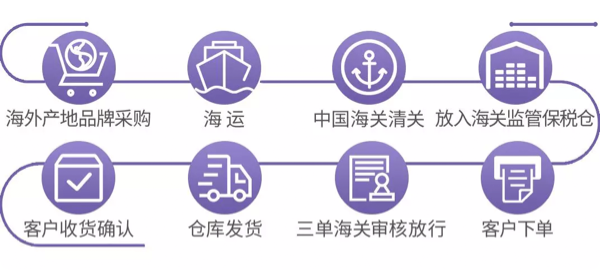 海外产地品牌采购
海运
中国海关清关
放入海关监管保税仓
客户收货确认
仓库发货
三单海关审核放行
客户下单